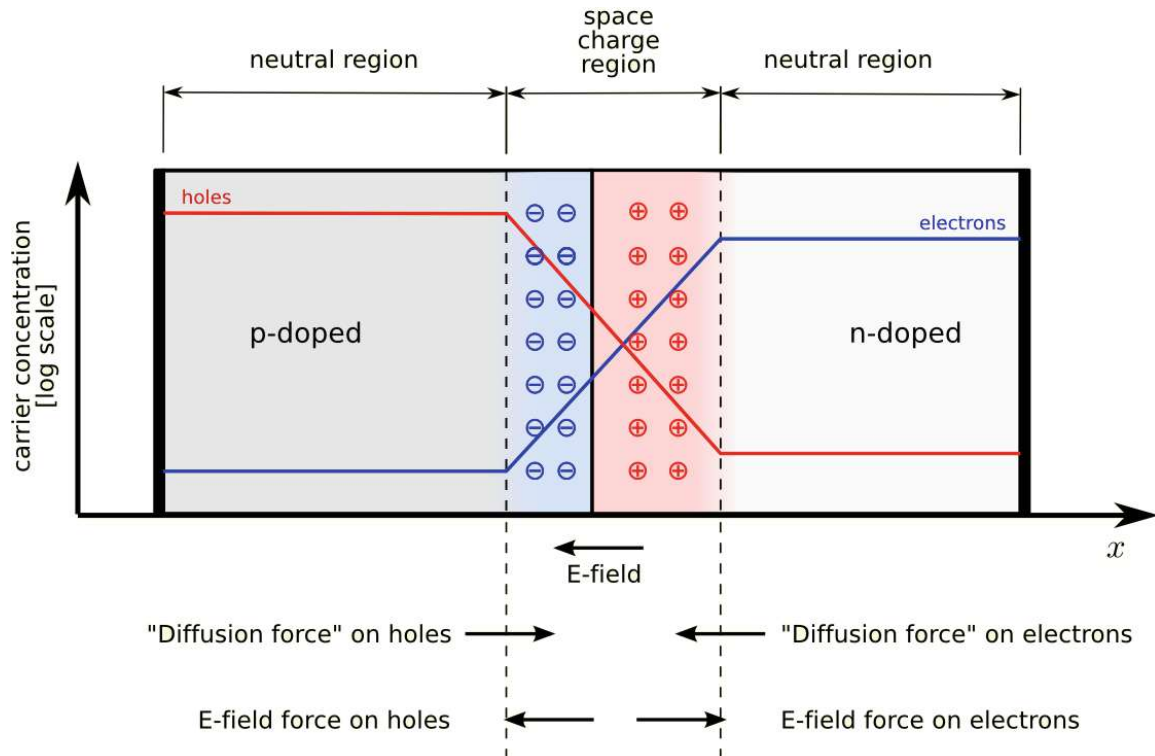 space
charge
region
neutral region
neutral region
holes
electrons
p-doped
n-doped
carrier concentration
[log scale]
x
E-field
"Diffusion force" on holes
"Diffusion force" on electrons
E-field force on holes
E-field force on electrons